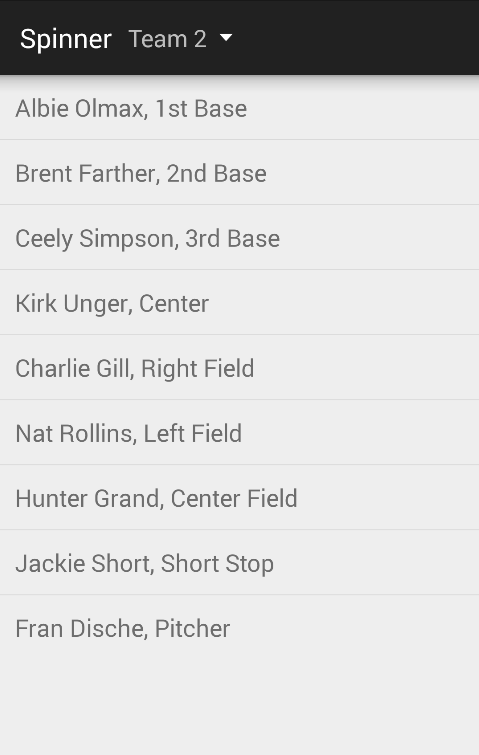 Spinner Team 2
Albie Olmax, 1st Base
Brent Farther, 2nd Base
Ceely Simpson, 3rd Base
Kirk Unger, Center
Charlie Gill, Right Field
Nat Rollins, Left Field
Hunter Grand, Center Field
Jackie Short, Short Stop
Fran Dische, Pitcher